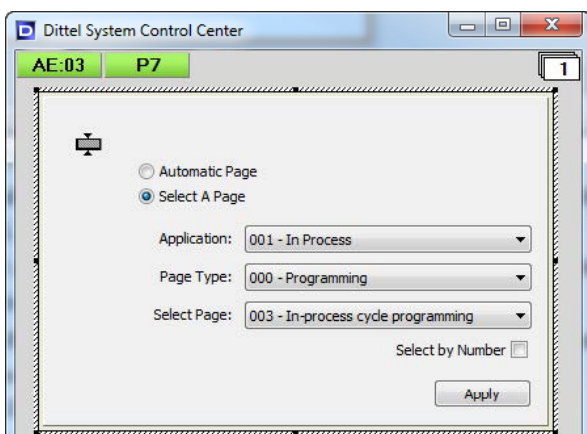 Dittel System Control Center
AE:03 P7 1
Automatic Page
Select A Page
Application: 001 - In Process
Page Type: 000 - Programming
Select Page: 003 - In-process cycle programming
Select by Number
Apply